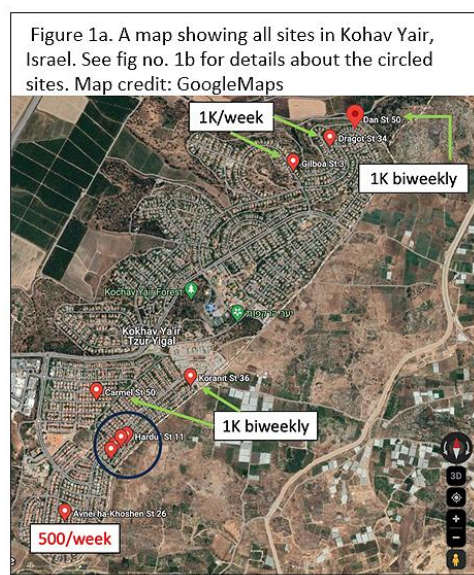 Figure 1a. A map showing all sites in Kohav Yair,
Israel. See fig no. 1b for details about the circled
sites. Map credit: GoogleMaps
1K/week
Dan St 50
Dragot St 34
Gilboa St 3
1K biweekly
Kochav Yair Forest
Kokhav Ya'ir
Tzur Yigal
Koranit St 36
Carmel St 50
1K biweekly
Hardu
St 11
Avnei ha-Khoshen St 26
500/week
3D